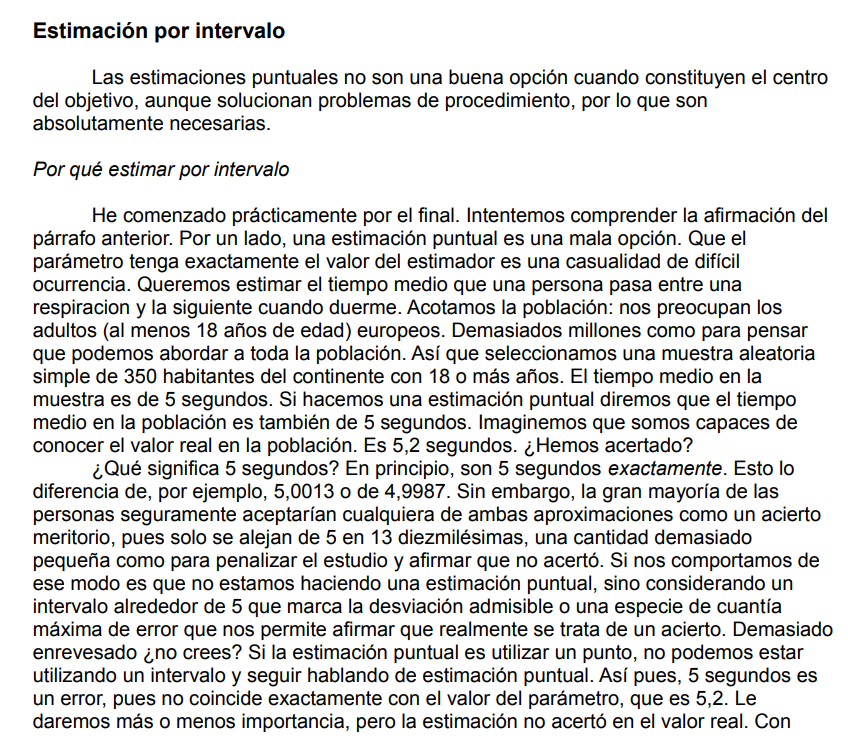 Estimación por intervalo
Las estimaciones puntuales no son una buena opción cuando constituyen el centro
del objetivo, aunque solucionan problemas de procedimiento, por lo que son
absolutamente necesarias.
Por qué estimar por intervalo
He comenzado prácticamente por el final. Intentemos comprender la afirmación del
párrafo anterior. Por un lado, una estimación puntual es una mala opción. Que el
parámetro tenga exactamente el valor del estimador es una casualidad de difícil
ocurrencia. Queremos estimar el tiempo medio que una persona pasa entre una
respiracion y la siguiente cuando duerme. Acotamos la población: nos preocupan los
adultos (al menos 18 años de edad) europeos. Demasiados millones como para pensar
que podemos abordar a toda la población. Así que seleccionamos una muestra aleatoria
simple de 350 habitantes del continente con 18 o más años. El tiempo medio en la
muestra es de 5 segundos. Si hacemos una estimación puntual diremos que el tiempo
medio en la población es también de 5 segundos. Imaginemos que somos capaces de
conocer el valor real en la población. Es 5,2 segundos. ¿Hemos acertado?
¿Qué significa 5 segundos? En principio, son 5 segundos exactamente. Esto lo
diferencia de, por ejemplo, 5,0013 o de 4,9987. Sin embargo, la gran mayoría de las
personas seguramente aceptarían cualquiera de ambas aproximaciones como un acierto
meritorio, pues solo se alejan de 5 en 13 diezmilésimas, una cantidad demasiado
pequeña como para penalizar el estudio y afirmar que no acertó. Si nos comportamos de
ese modo es que no estamos haciendo una estimación puntual, sino considerando un
intervalo alrededor de 5 que marca la desviación admisible o una especie de cuantía
máxima de error que nos permite afirmar que realmente se trata de un acierto. Demasiado
enrevesado ¿no crees? Si la estimación puntual es utilizar un punto, no podemos estar
utilizando un intervalo y seguir hablando de estimación puntual. Así pues, 5 segundos es
un error, pues no coincide exactamente con el valor del parámetro, que es 5,2. Le
daremos más o menos importancia, pero la estimación no acertó en el valor real. Con